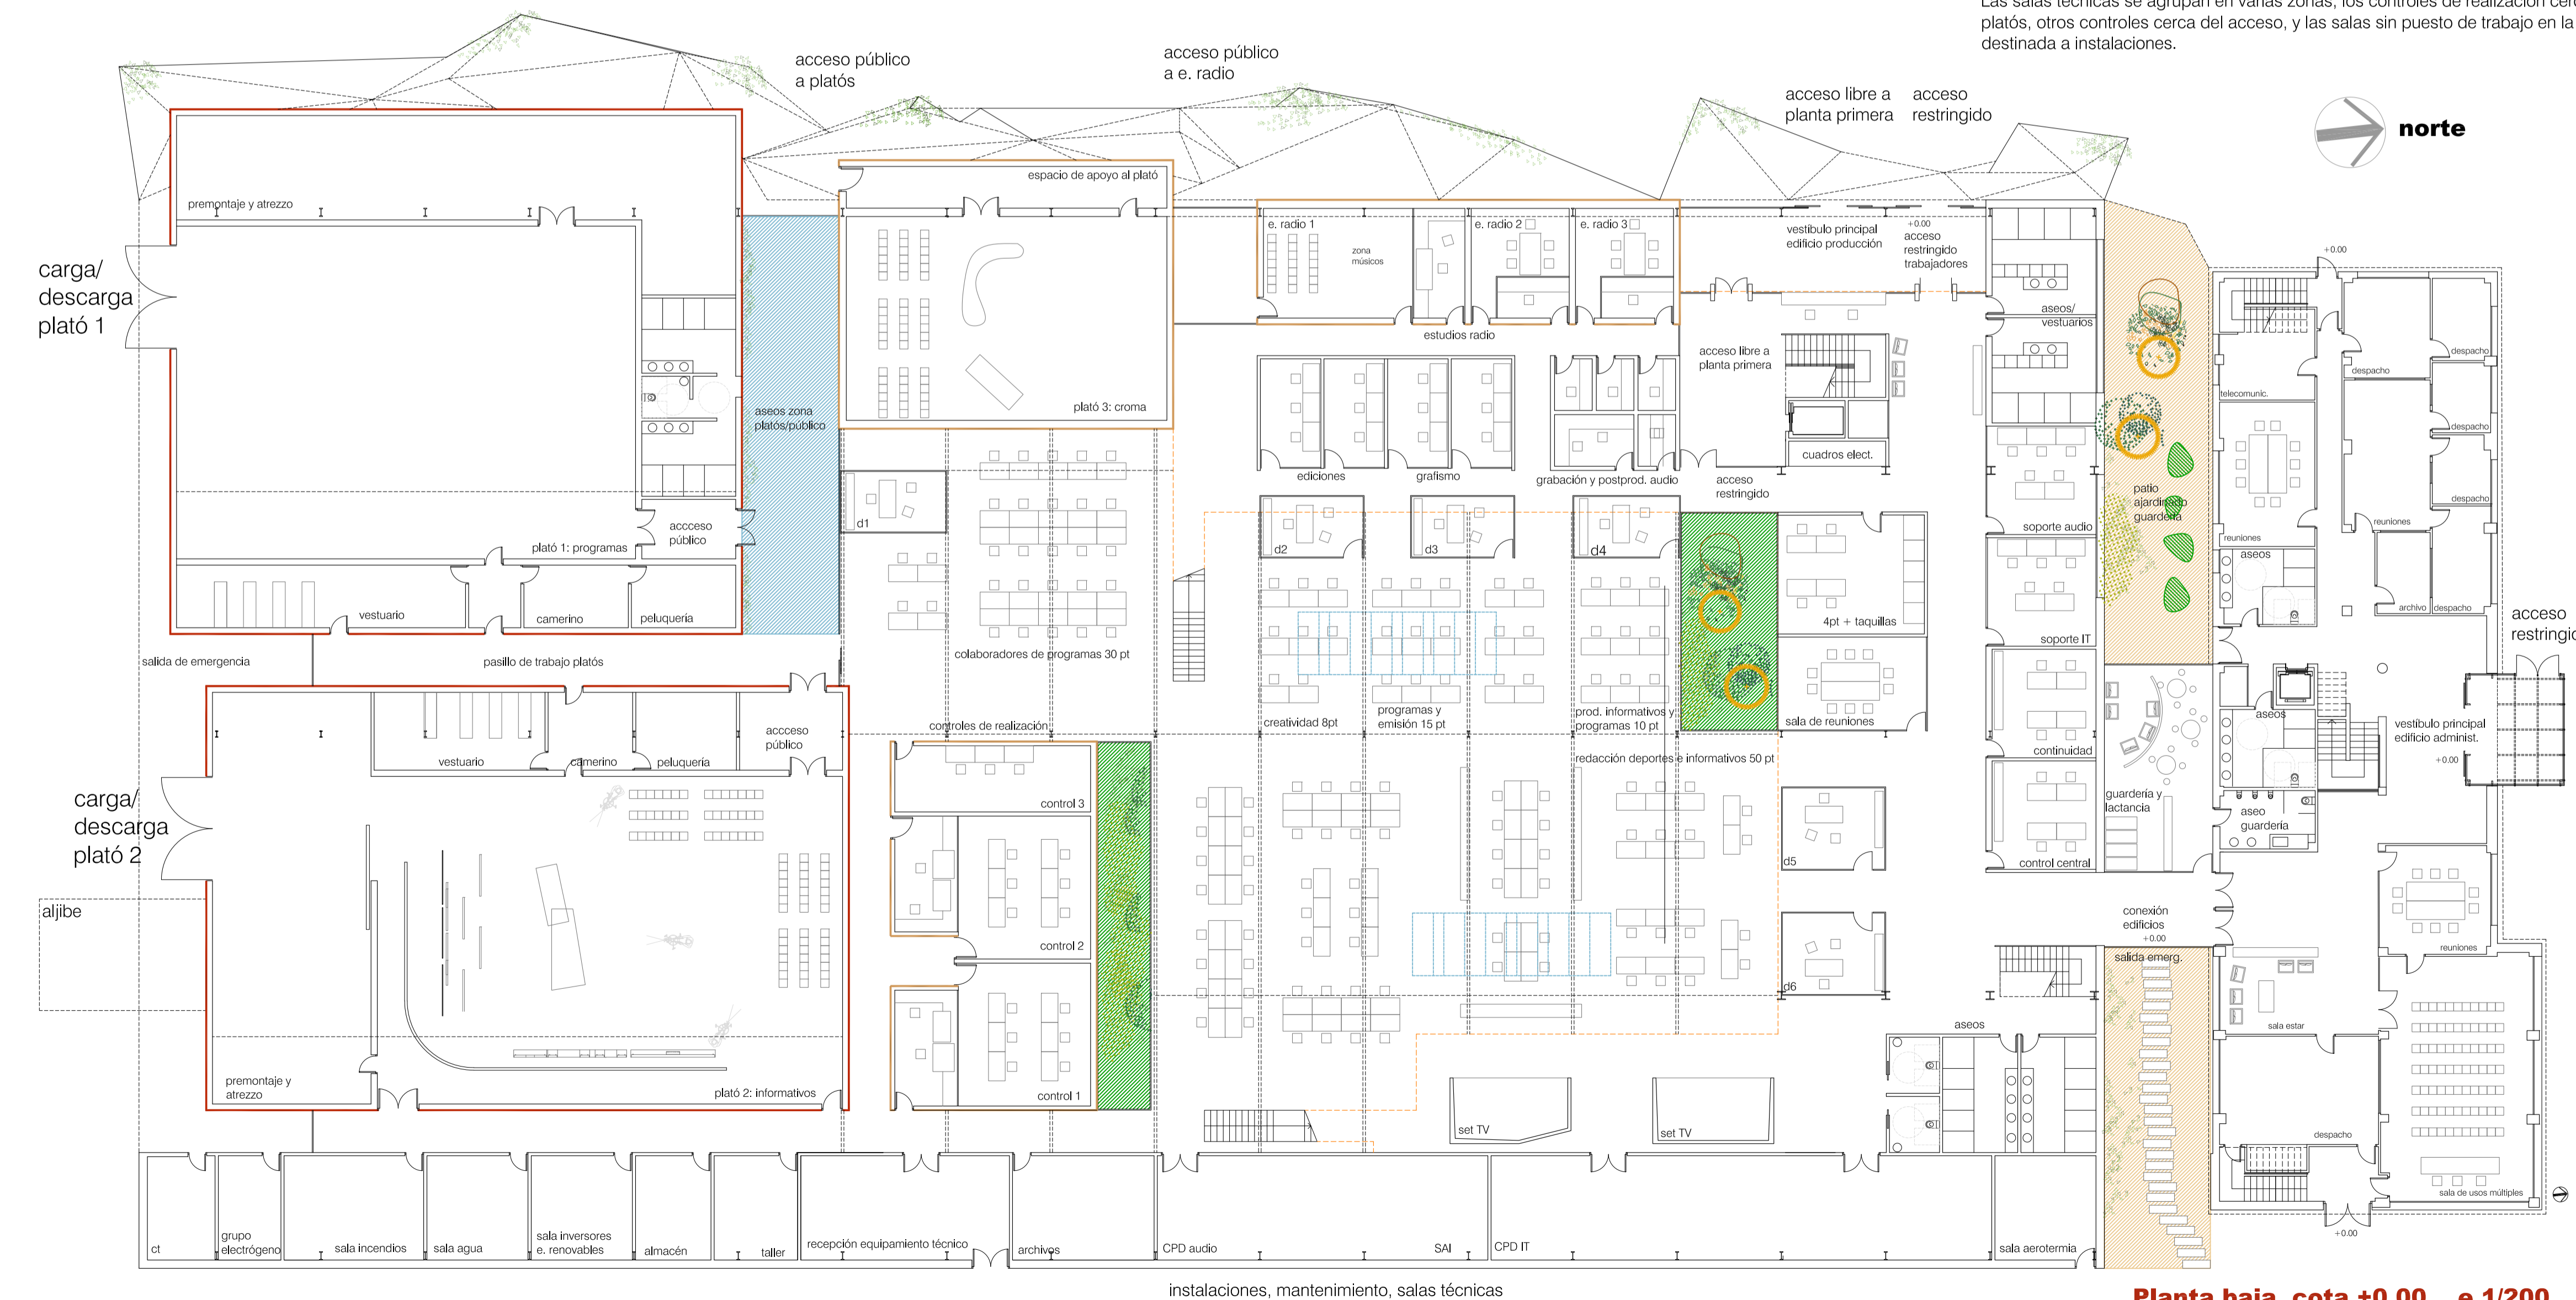 Las salas técnicas se agrupan en varias zonas, los controles de realización
platós, otros controles cerca del acceso, y las salas sin puesto de trabajo en la
destinada a instalaciones.
acceso público
a platós
acceso público
a e. radio
acceso libre a
planta primera
acceso
restringido
norte
premontaje y atrezzo
espacio de apoyo al plató
e. radio 1
zona
músicos
e. radio 2
e. radio 3
vestíbulo principal
edificio producción
+0.00
acceso
restringido
trabajadores
+0.00
carga/
descarga
plató 1
aseos/
vestuarios
estudios radio
acceso libre a
planta primera
despacho
despacho
telecomunic.
despacho
aseos zona
platós/público
plató 3: croma
cuadros elect.
despacho
ediciones
grafismo
grabación y postprod. audio
acceso
restringido
patio
ajardinado
guardería
despacho
d1
soporte audio
reuniones
reuniones
accceso
público
plató 1: programas
d2
d3
d4
aseos
vestuario
camerino
peluquería
4pt + taquillas
archivo
despacho
acceso
soporte IT
salida de emergencia
pasillo de trabajo platós
colaboradores de programas 30 pt
controles de realización
creatividad 8pt
programas y
emisión 15 pt
prod. informativos y
programas 10 pt
sala de reuniones
aseos
vestíbulo principal
edificio administ.
+0.00
accceso
público
vestuario
camerino
peluquería
redacción deportes e informativos 50 pt
continuidad
carga/
descarga
plató 2
control 3
guardería y
lactancia
aseo
guardería
d5
control central
aljibe
conexión
edificios
+0.00
control 2
reuniones
salida emerg.
d6
aseos
sala estar
premontaje y
atrezzo
plató 2: informativos
control 1
set TV
set TV
despacho
sala de usos múltiples
+0.00
ct
grupo
electrógeno
sala incendios
sala agua
sala inversores
e. renovables
almacén
taller
recepción equipamiento técnico
archivos
CPD audio
SAI
CPD IT
sala aerotermia
instalaciones, mantenimiento, salas técnicas
Planta baja, cota +0.00 e 1/200